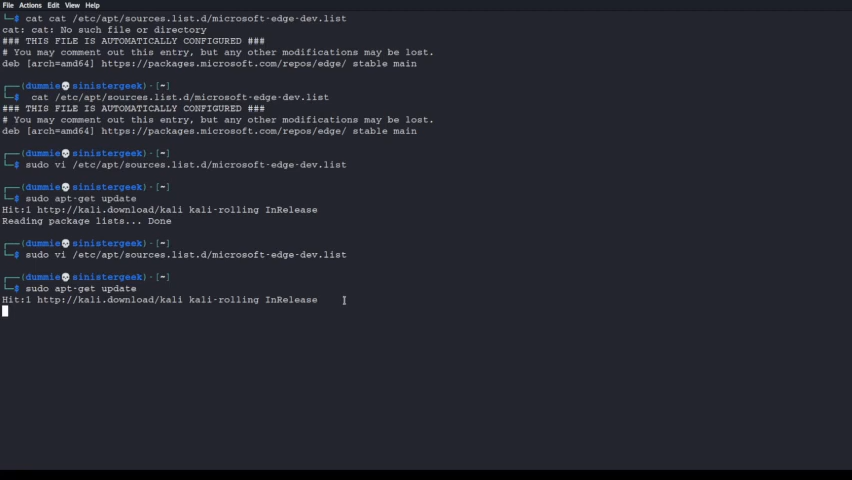 File Actions Edit View Help
└─$ cat cat /etc/apt/sources.list.d/microsoft-edge-dev.list
cat: cat: No such file or directory
### THIS FILE IS AUTOMATICALLY CONFIGURED ###
# You may comment out this entry, but any other modifications may be lost.
deb [arch=amd64] https://packages.microsoft.com/repos/edge/ stable main
┌──(dummie💀sinistergeek)-[~]
└─$  cat /etc/apt/sources.list.d/microsoft-edge-dev.list
### THIS FILE IS AUTOMATICALLY CONFIGURED ###
# You may comment out this entry, but any other modifications may be lost.
deb [arch=amd64] https://packages.microsoft.com/repos/edge/ stable main
┌──(dummie💀sinistergeek)-[~]
└─$ sudo vi /etc/apt/sources.list.d/microsoft-edge-dev.list
┌──(dummie💀sinistergeek)-[~]
└─$ sudo apt-get update
Hit:1 http://kali.download/kali kali-rolling InRelease
Reading package lists... Done
┌──(dummie💀sinistergeek)-[~]
└─$ sudo vi /etc/apt/sources.list.d/microsoft-edge-dev.list
┌──(dummie💀sinistergeek)-[~]
└─$ sudo apt-get update
Hit:1 http://kali.download/kali kali-rolling InRelease